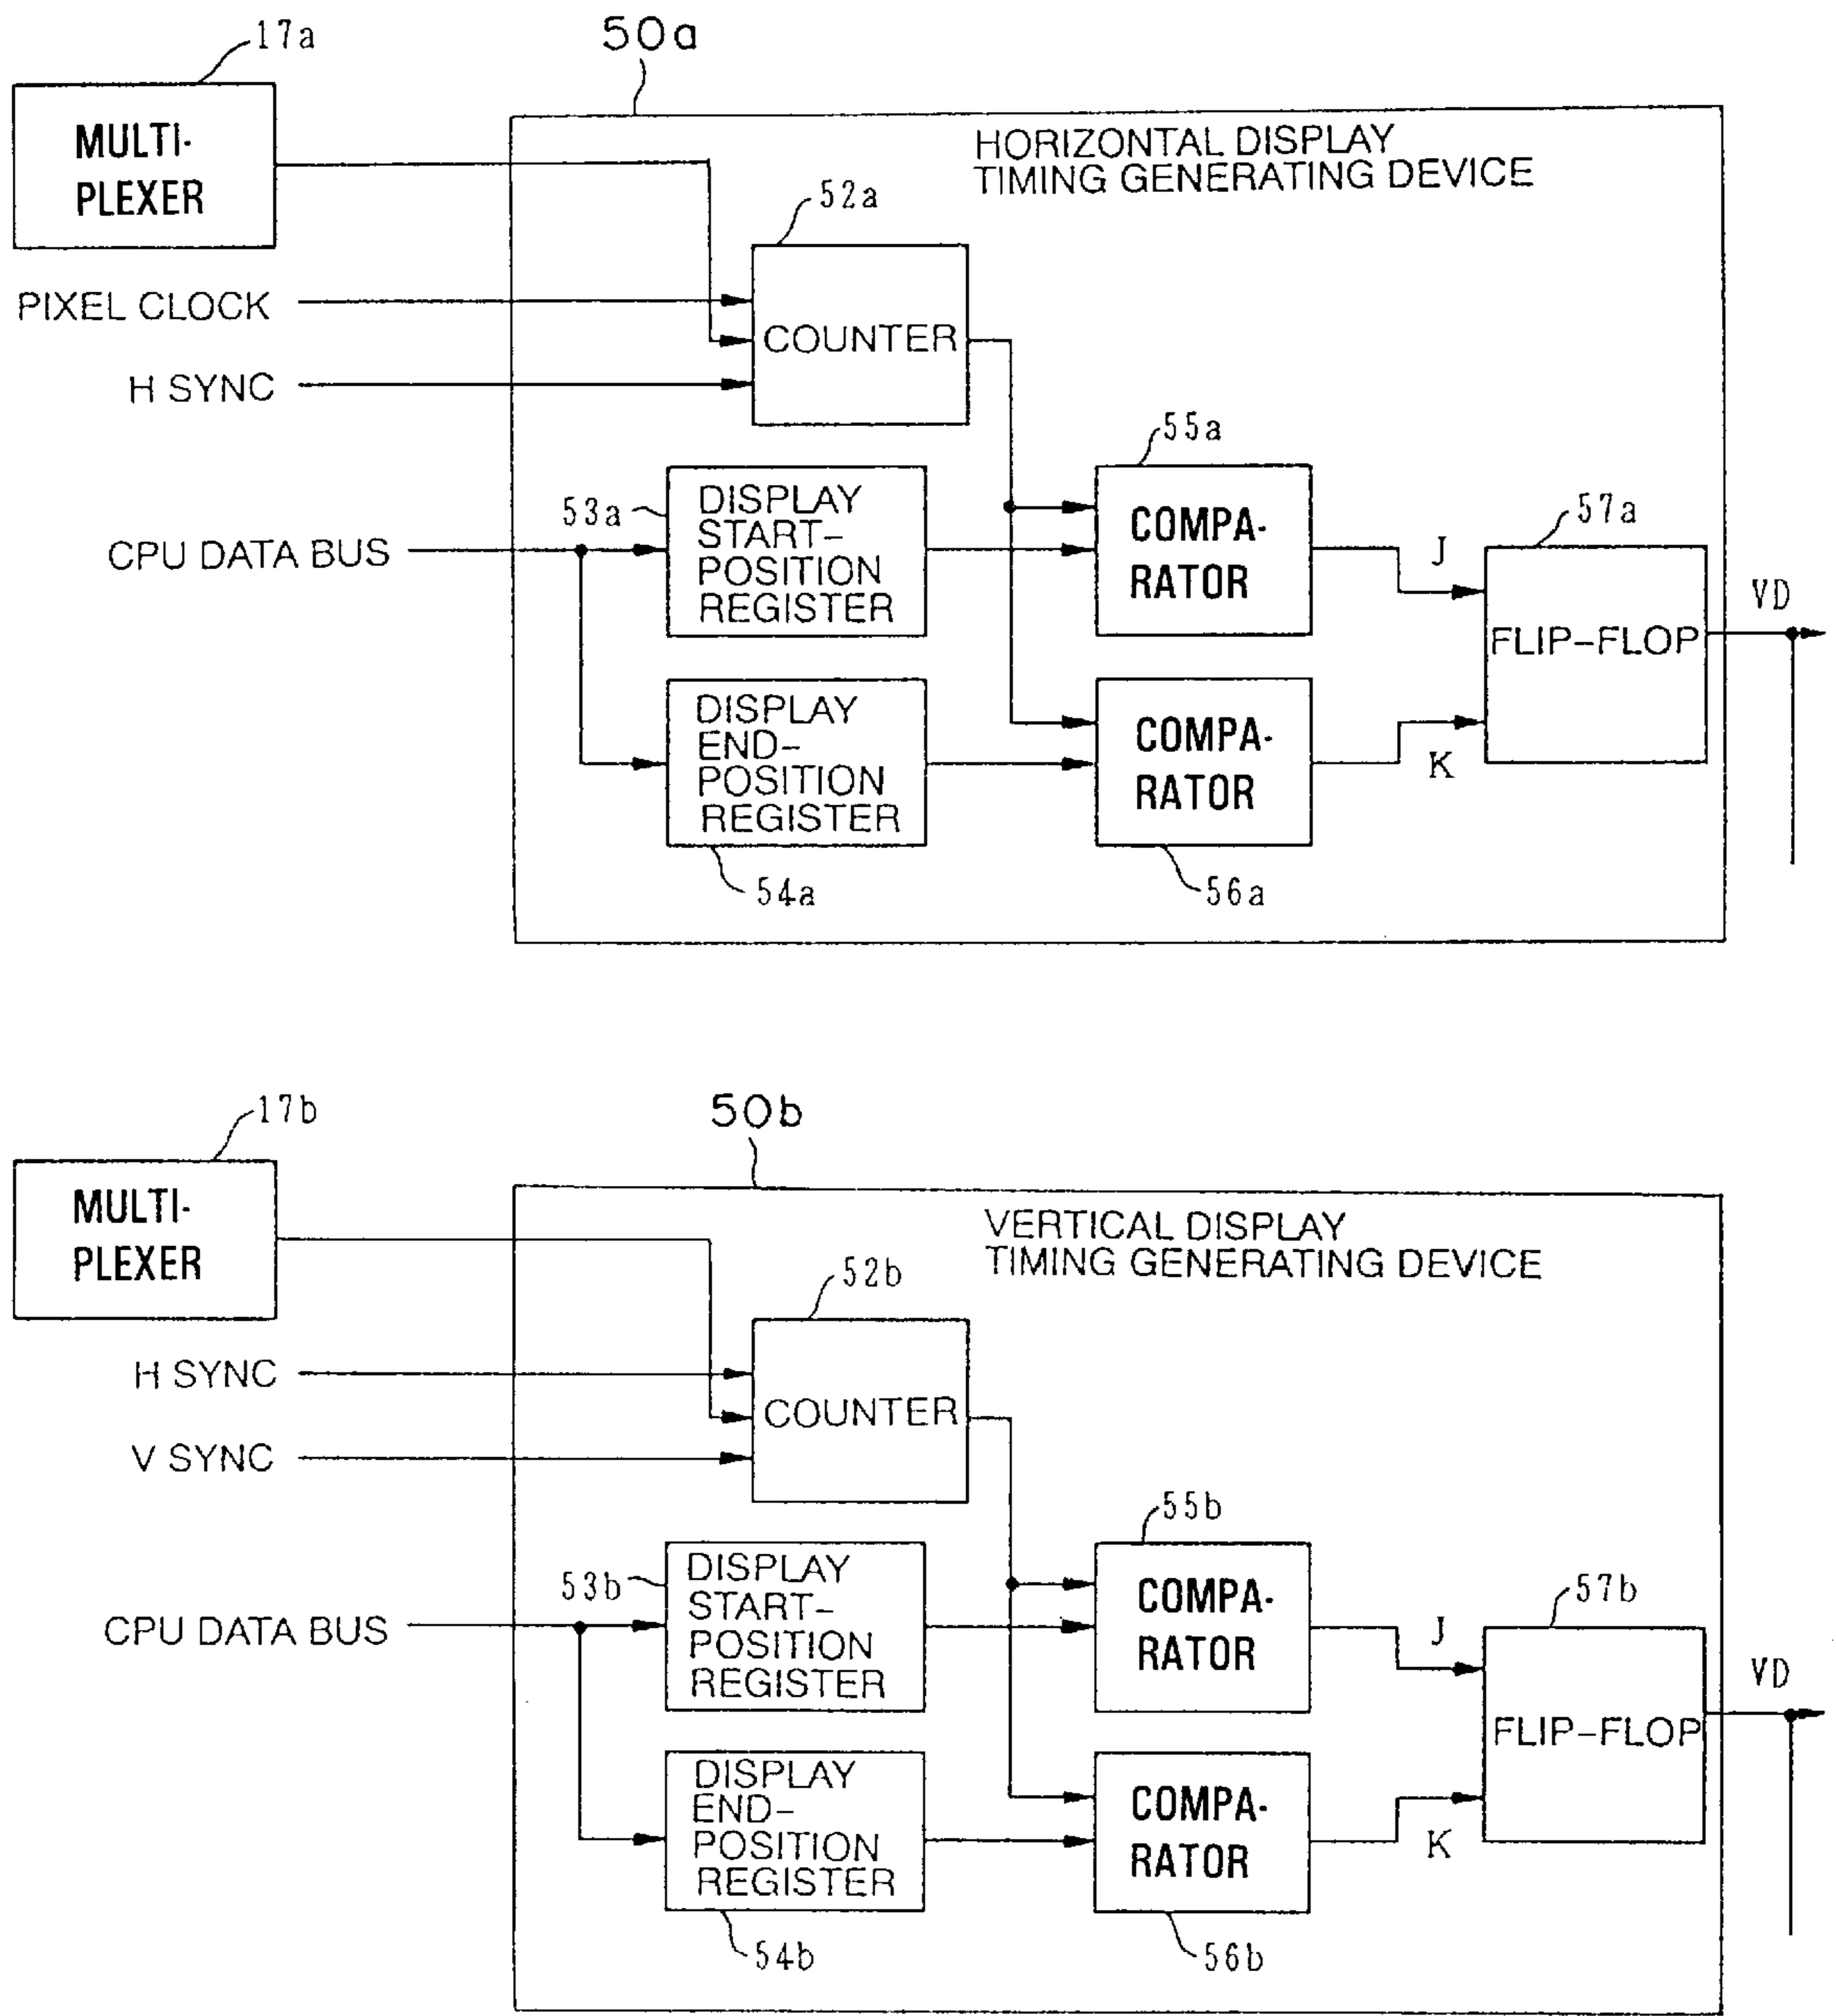 17a
50a
MULTI-
PLEXER
HORIZONTAL DISPLAY
TIMING GENERATING DEVICE
52a
PIXEL CLOCK
COUNTER
H SYNC
55a
53a
DISPLAY
START-
POSITION
REGISTER
CPU DATA BUS
COMPA-
RATOR
57a
J
VD
FLIP-FLOP
DISPLAY
END-
POSITION
REGISTER
COMPA-
RATOR
K
54a
56a
17b
50b
MULTI-
PLEXER
VERTICAL DISPLAY
TIMING GENERATING DEVICE
52b
H SYNC
COUNTER
V SYNC
55b
53b
DISPLAY
START-
POSITION
REGISTER
CPU DATA BUS
COMPA-
RATOR
57b
J
VD
FLIP-FLOP
DISPLAY
END-
POSITION
REGISTER
COMPA-
RATOR
K
54b
56b